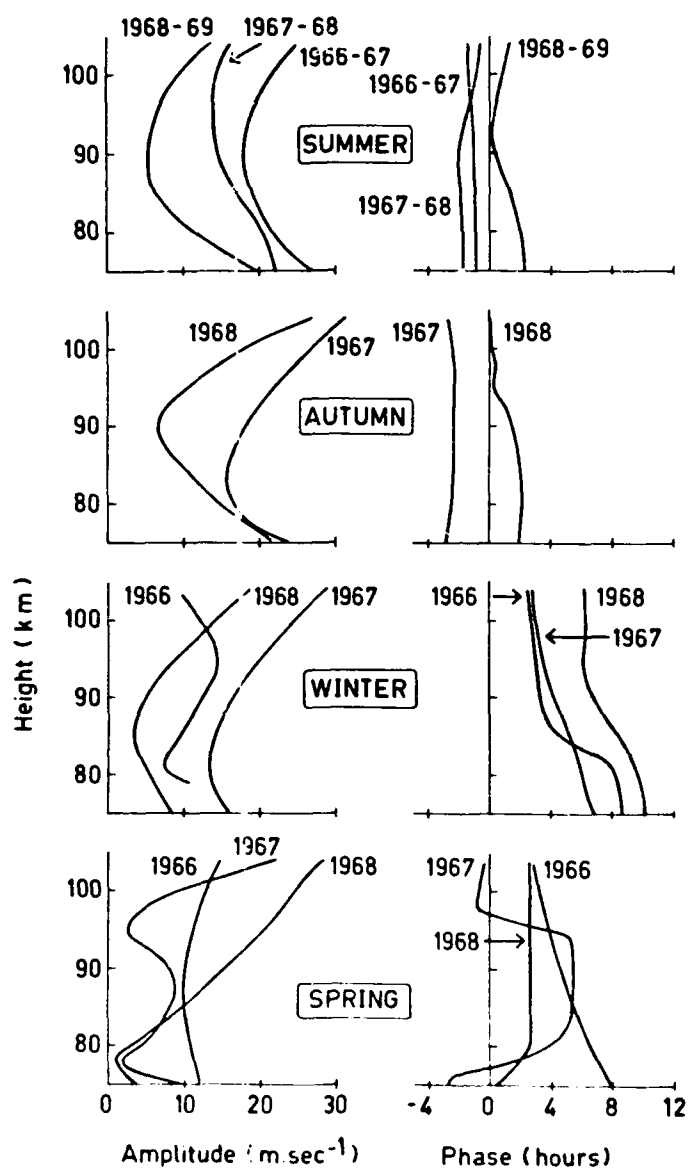 1968-69 1967-68
1966-67
1966-67
1968-69
1967-68
SUMMER
100
90
80
1968 1967
1967 1968
AUTUMN
100
90
80
1966 1968 1967
1966 1968
1967
WINTER
100
90
80
Height (km)
1966 1967 1968
1967 1966
1968
SPRING
100
90
80
0 10 20 30
-4 0 4 8 12
Amplitude (m.sec⁻¹) Phase (hours)